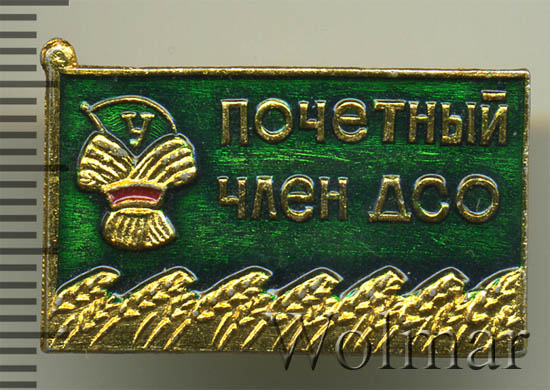 У
почетный
член ДСО
Wolmar